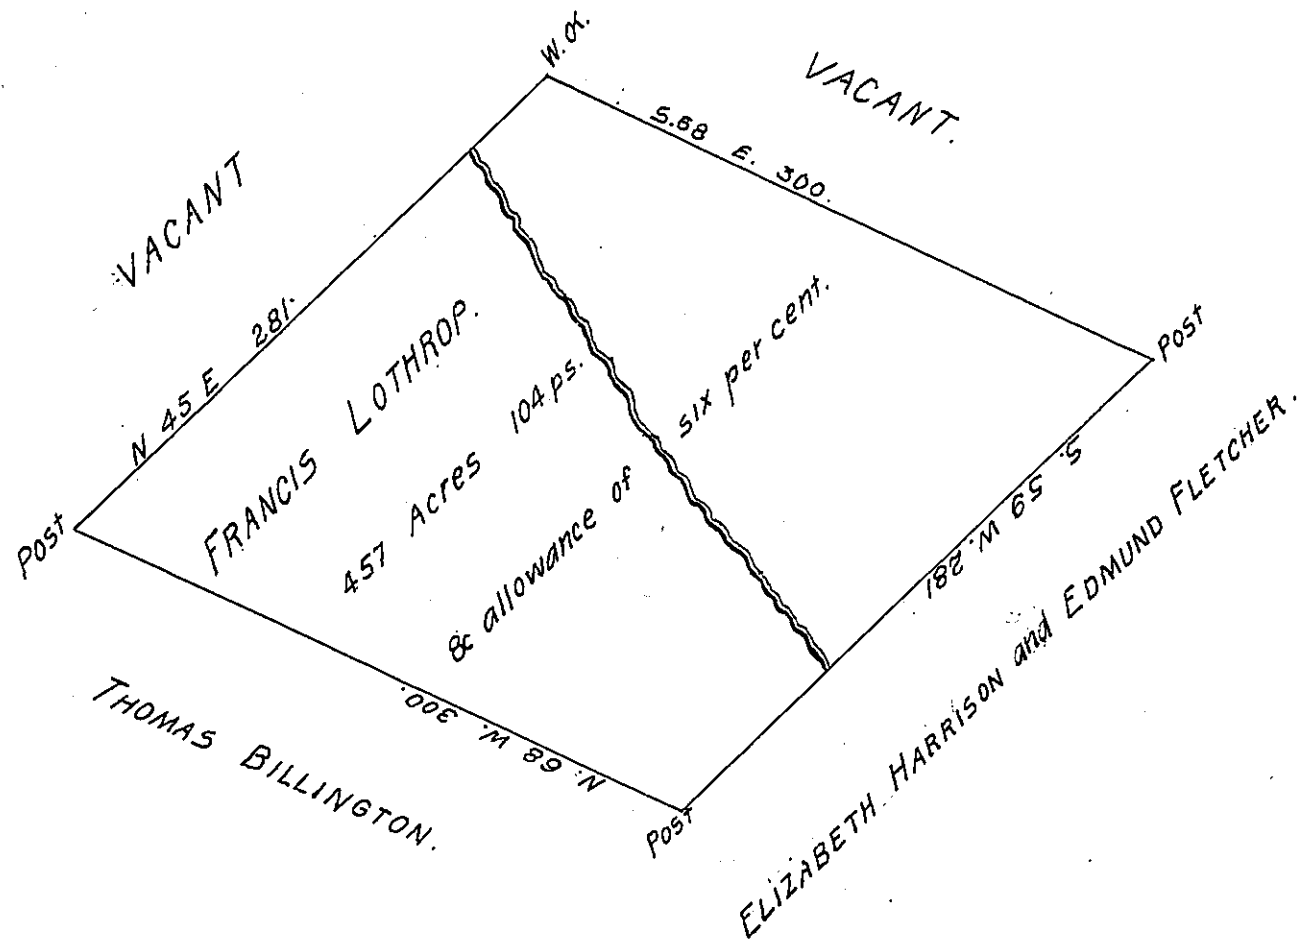 W. O.
VACANT.
S. 68 E. 300.
VACANT
N 45 E 281.
FRANCIS LOTHROP.
457 Acres 104 ps.
& allowance of six per cent.
Post
Post
S. 59 W. 281
ELIZABETH HARRISON and EDMUND FLETCHER.
N. 68 W. 300.
THOMAS BILLINGTON.
Post